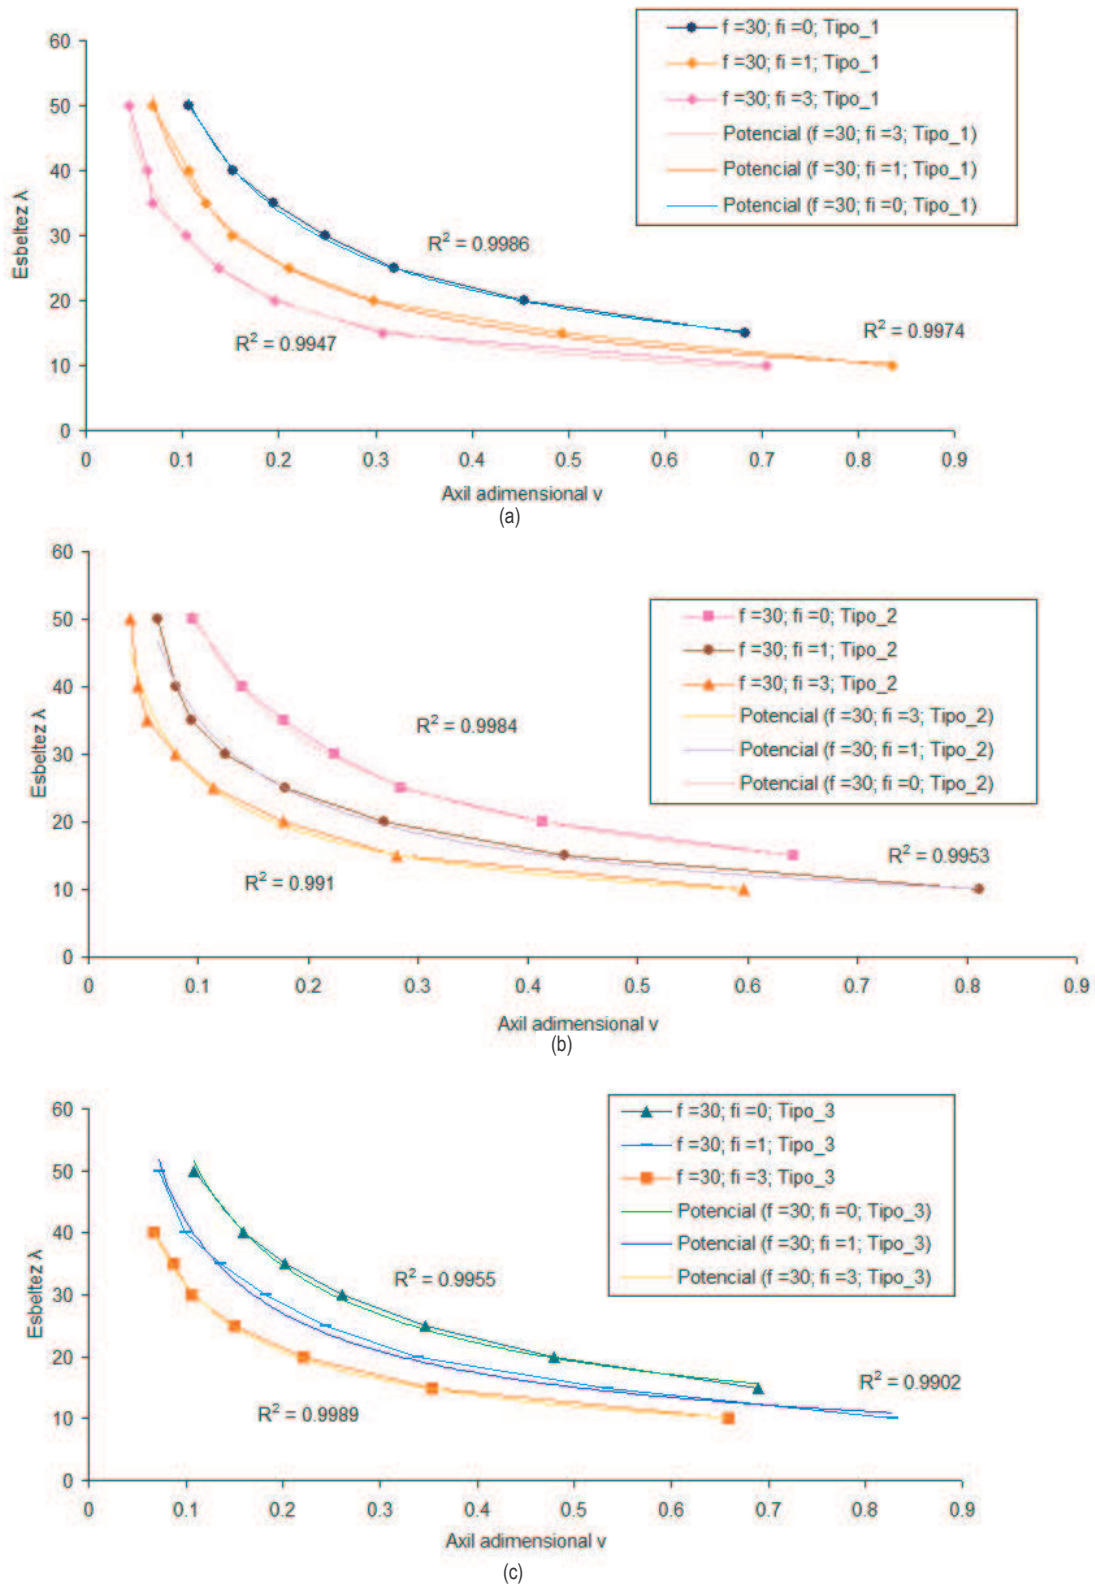 f =30; fi =0; Tipo_1
f =30; fi =1; Tipo_1
f =30; fi =3; Tipo_1
Potencial (f =30; fi =3; Tipo_1)
Potencial (f =30; fi =1; Tipo_1)
Potencial (f =30; fi =0; Tipo_1)
60
50
40
30
20
10
0
Esbeltez λ
R² = 0.9986
R² = 0.9974
R² = 0.9947
0 0.1 0.2 0.3 0.4 0.5 0.6 0.7 0.8 0.9
Axil adimensional v
(a)
60
50
40
30
20
10
0
Esbeltez λ
f =30; fi =0; Tipo_2
f =30; fi =1; Tipo_2
f =30; fi =3; Tipo_2
Potencial (f =30; fi =3; Tipo_2)
Potencial (f =30; fi =1; Tipo_2)
Potencial (f =30; fi =0; Tipo_2)
R² = 0.9984
R² = 0.9953
R² = 0.991
0 0.1 0.2 0.3 0.4 0.5 0.6 0.7 0.8 0.9
Axil adimensional v
(b)
60
50
40
30
20
10
0
Esbeltez λ
f =30; fi =0; Tipo_3
f =30; fi =1; Tipo_3
f =30; fi =3; Tipo_3
Potencial (f =30; fi =0; Tipo_3)
Potencial (f =30; fi =1; Tipo_3)
Potencial (f =30; fi =3; Tipo_3)
R² = 0.9955
R² = 0.9902
R² = 0.9989
0 0.1 0.2 0.3 0.4 0.5 0.6 0.7 0.8 0.9
Axil adimensional v
(c)